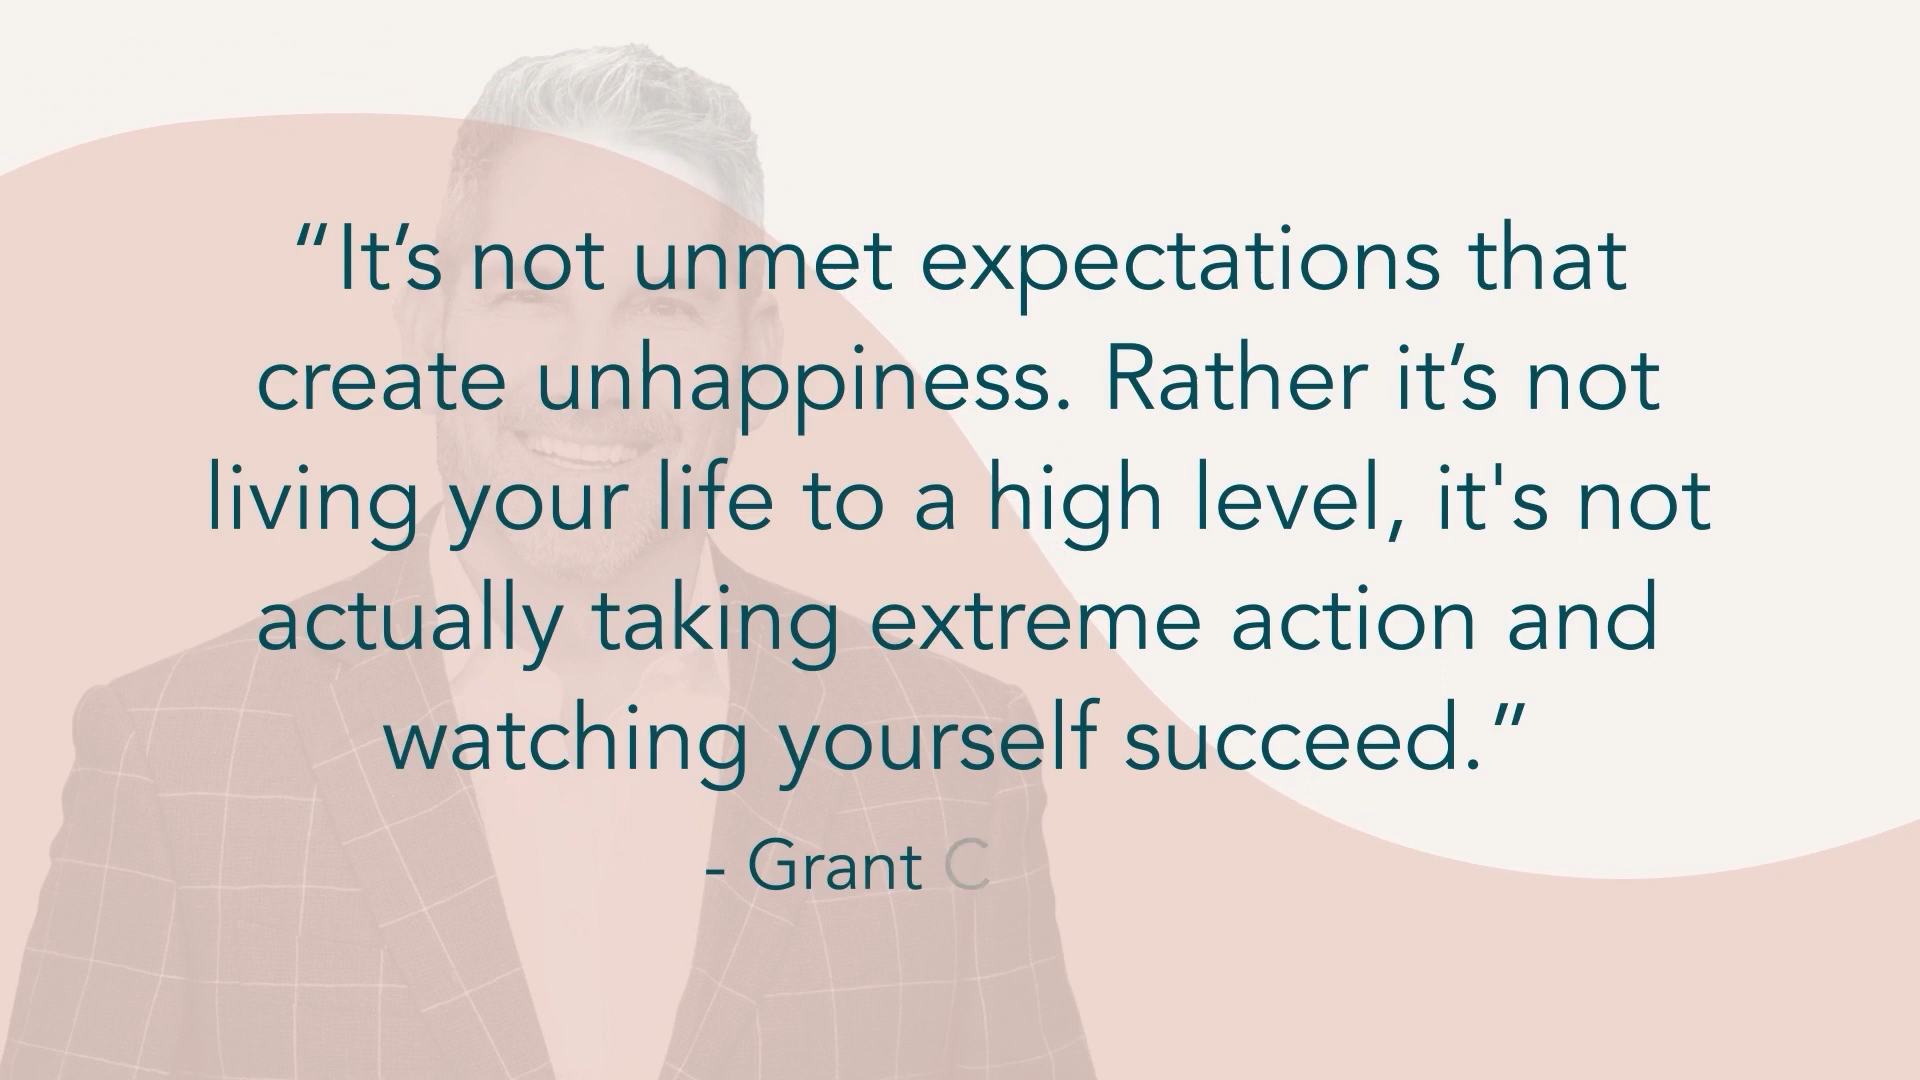 “It’s not unmet expectations that
create unhappiness. Rather it’s not
living your life to a high level, it's not
actually taking extreme action and
watching yourself succeed.”
- Grant C